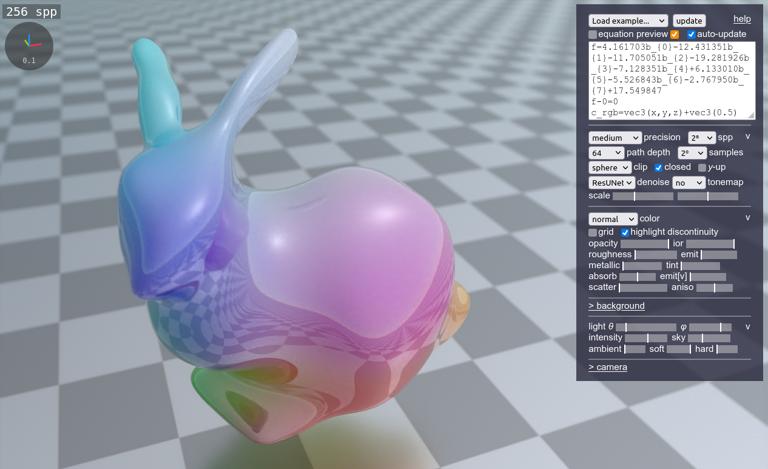 256 spp
0.1
Load example... update help
equation preview auto-update
f=4.161703b_{0}-12.431351b_
{1}-11.705051b_{2}-19.281926b
_{3}-7.128351b_{4}+6.133010b_
{5}-5.526843b_{6}-2.767950b_
{7}+17.549847
f-0=0
c_rgb=vec3(x,y,z)+vec3(0.5)
medium precision spp
64 path depth samples
sphere clip closed y-up
ResUNet denoise no tonemap
scale
normal color v
grid highlight discontinuity
opacity ior
roughness emit
metallic tint
absorb emit[v]
scatter aniso
> background
light θ φ v
intensity sky
ambient soft hard
> camera